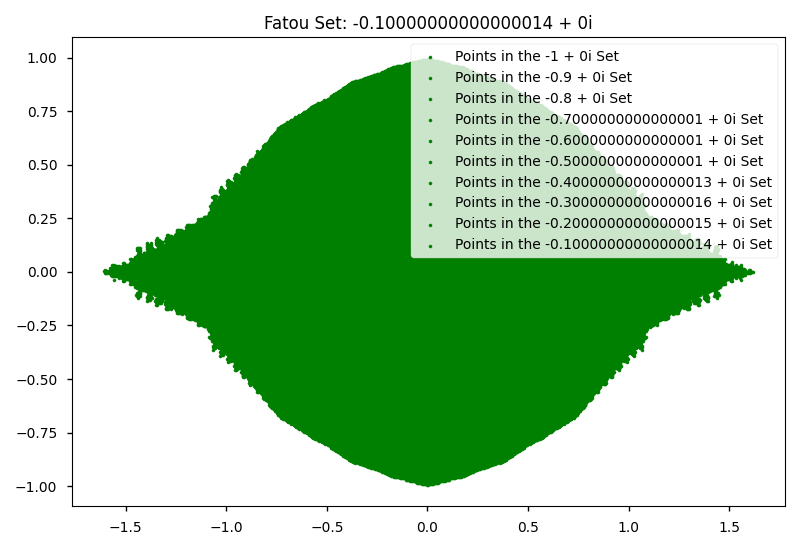 Fatou Set: -0.10000000000000014 + 0i
Points in the -1 + 0i Set
Points in the -0.9 + 0i Set
Points in the -0.8 + 0i Set
Points in the -0.7000000000000001 + 0i Set
Points in the -0.6000000000000001 + 0i Set
Points in the -0.5000000000000001 + 0i Set
Points in the -0.40000000000000013 + 0i Set
Points in the -0.30000000000000016 + 0i Set
Points in the -0.20000000000000015 + 0i Set
Points in the -0.10000000000000014 + 0i Set
1.00
0.75
0.50
0.25
0.00
−0.25
−0.50
−0.75
−1.00
−1.5 −1.0 −0.5 0.0 0.5 1.0 1.5